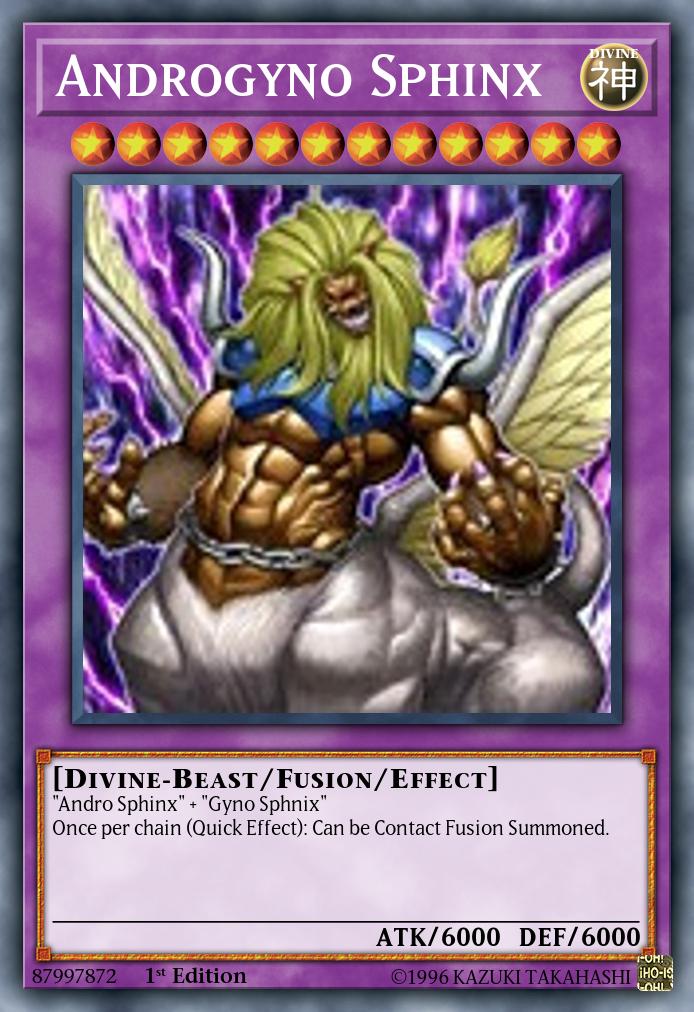 ANDROGYNO SPHINX
DIVINE
神
[DIVINE-BEAST/FUSION/EFFECT]
"Andro Sphinx" + "Gyno Sphnix"
Once per chain (Quick Effect): Can be Contact Fusion Summoned.
ATK/6000 DEF/6000
87997872 1st Edition ©1996 KAZUKI TAKAHASHI